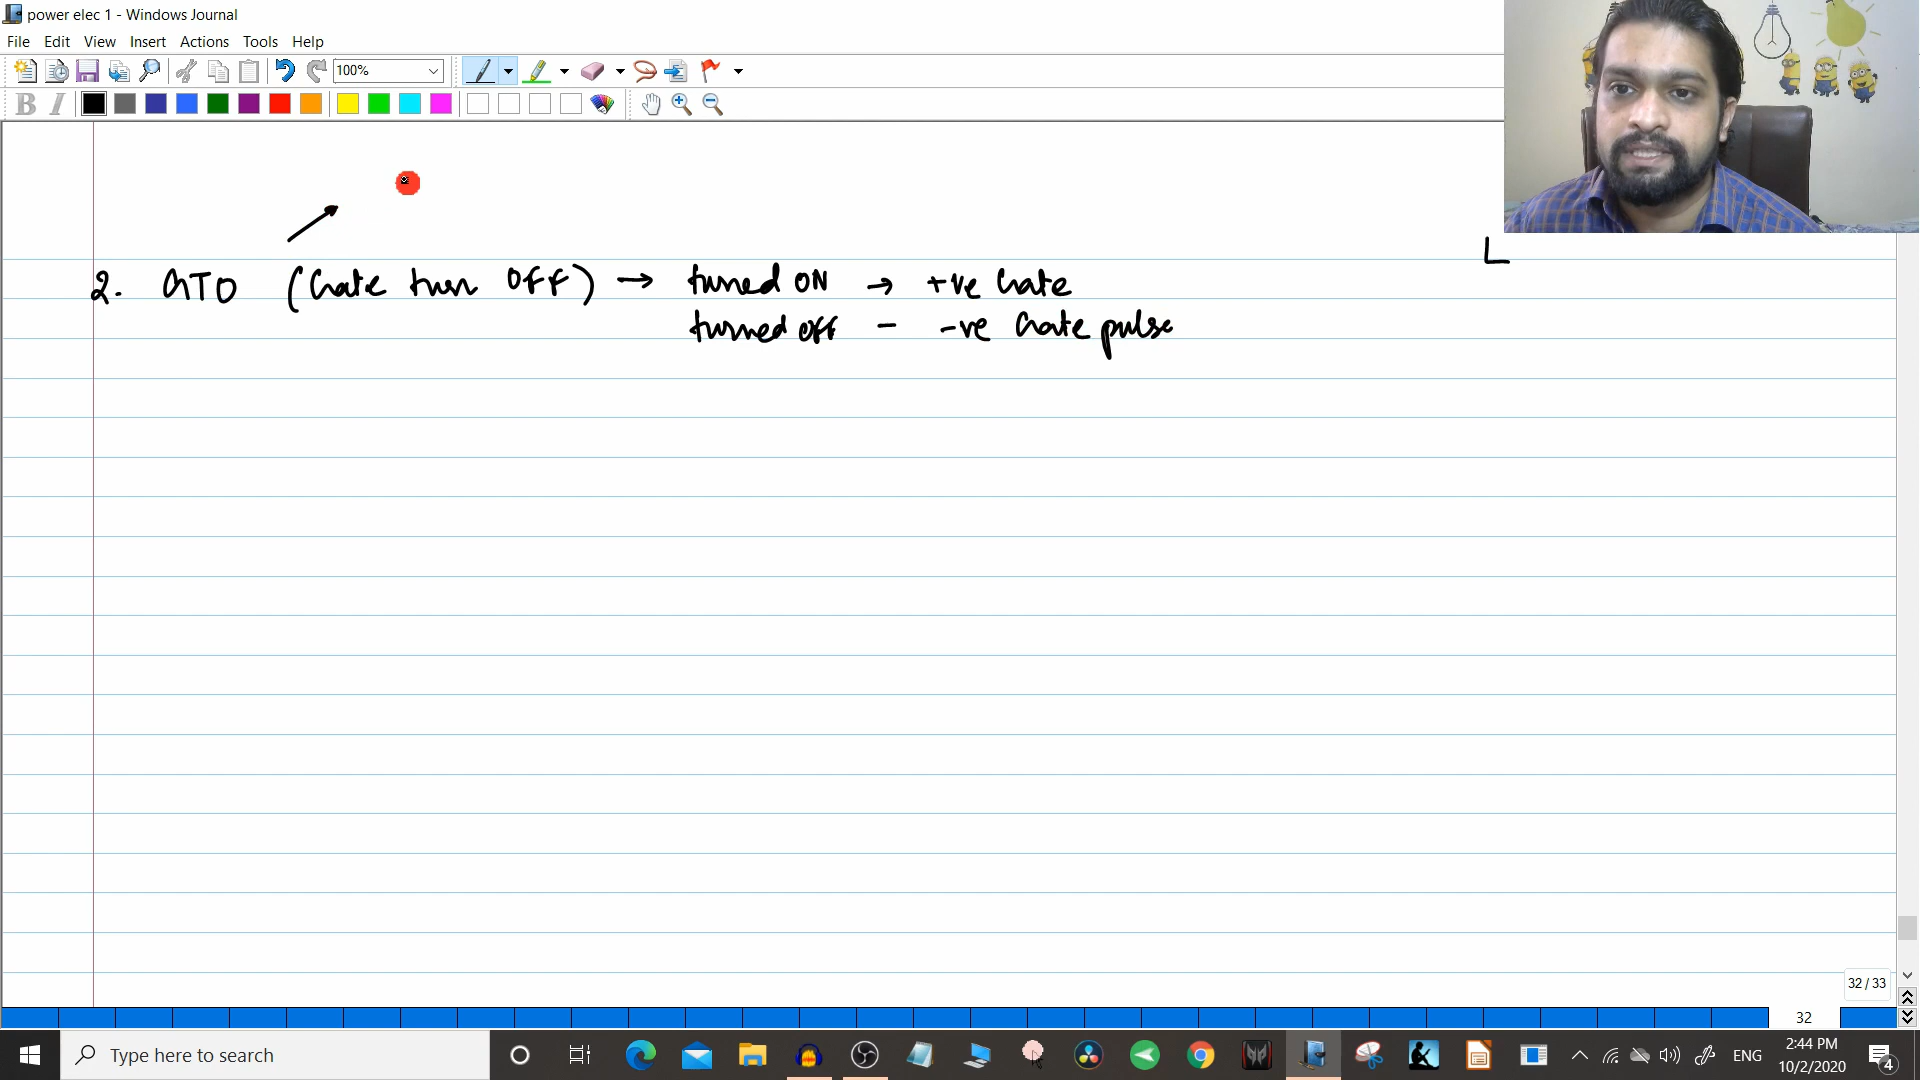 power elec 1 - Windows Journal
File Edit View Insert Actions Tools Help
100%
B I
L
2. GTO (Gate turn OFF) → turned ON → +ve Gate
turned off - -ve Gate pulse
32 / 33
32
Type here to search
ENG
2:44 PM
10/2/2020
4